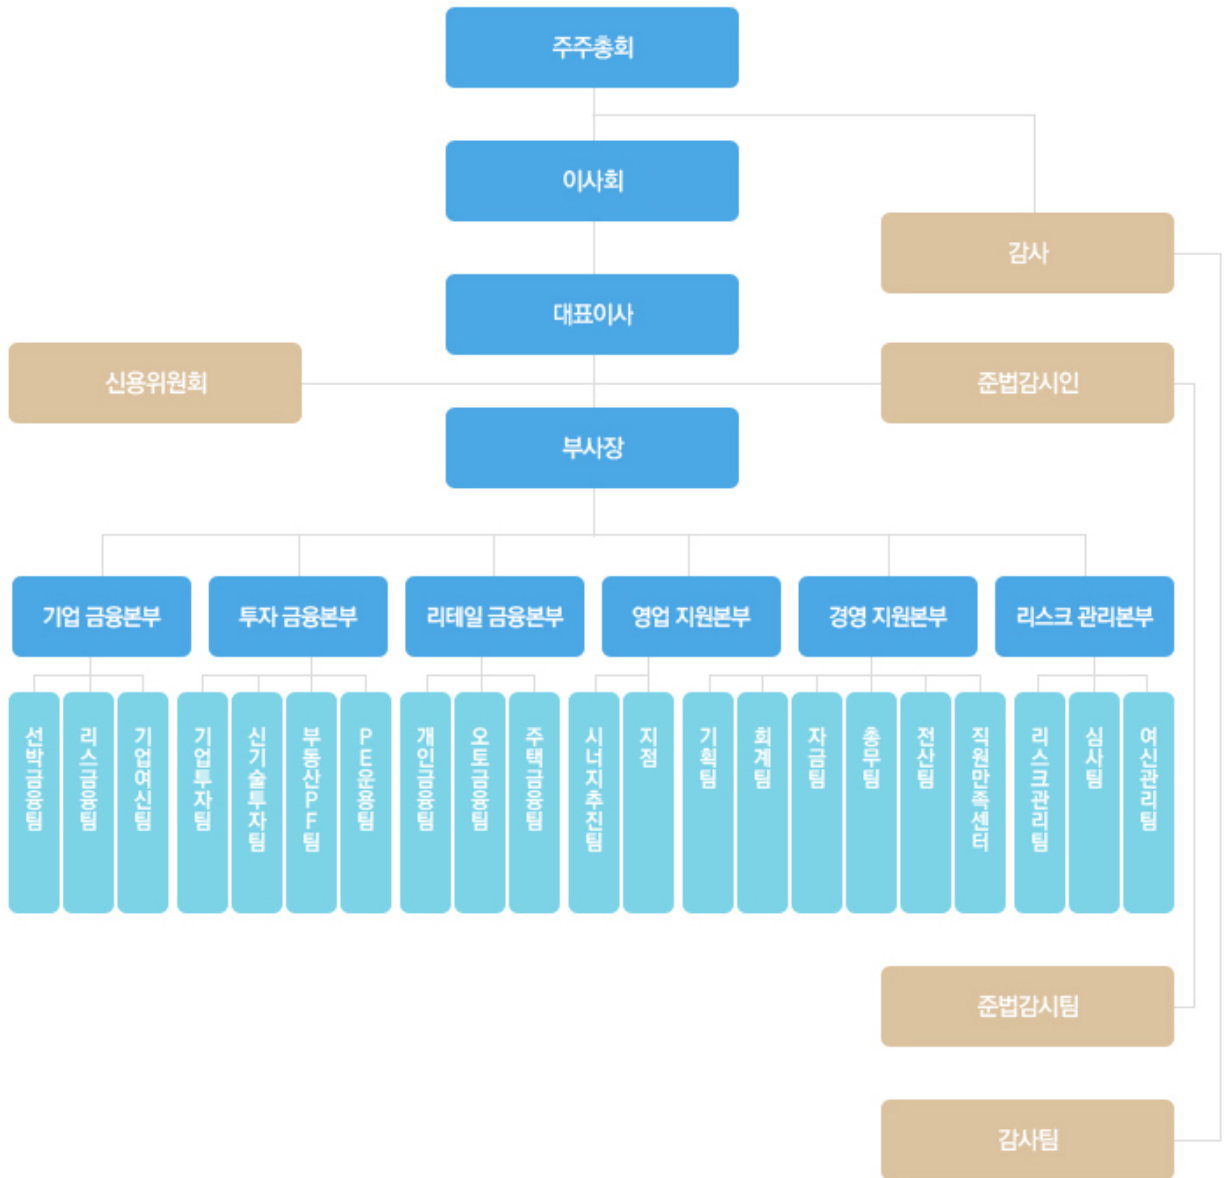 주주총회
이사회
감사
대표이사
신용위원회
준법감시인
부사장
기업 금융본부
투자 금융본부
리테일 금융본부
영업 지원본부
경영 지원본부
리스크 관리본부
선박금융팀
리스금융팀
기업여신팀
기업투자팀
신기술투자팀
부동산PF팀
PE운용팀
개인금융팀
오토금융팀
주택금융팀
시너지추진팀
지점
기획팀
회계팀
자금팀
총무팀
전산팀
직원만족센터
리스크관리팀
심사팀
여신관리팀
준법감시팀
감사팀